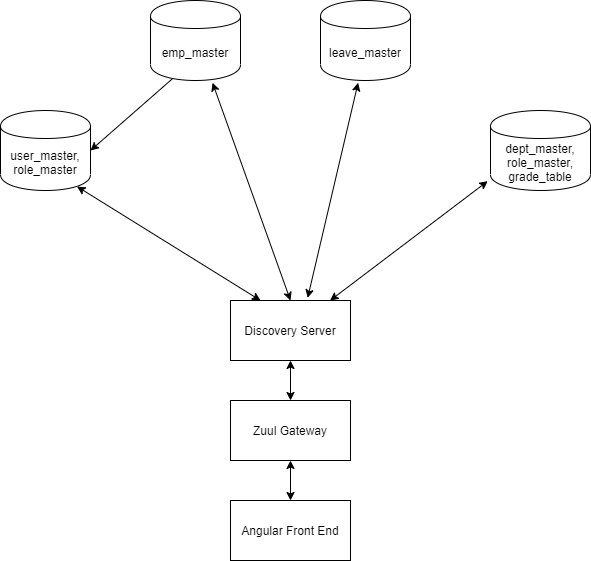 emp_master
leave_master
user_master,
role_master
dept_master,
role_master,
grade_table
Discovery Server
Zuul Gateway
Angular Front End